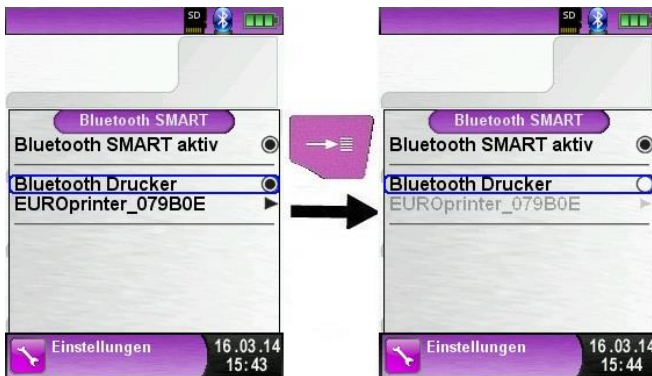 SD
Bluetooth SMART
Bluetooth SMART aktiv
Bluetooth Drucker
EUROprinter_079B0E
Einstellungen
16.03.14
15:43
SD
Bluetooth SMART
Bluetooth SMART aktiv
Bluetooth Drucker
EUROprinter_079B0E
Einstellungen
16.03.14
15:44